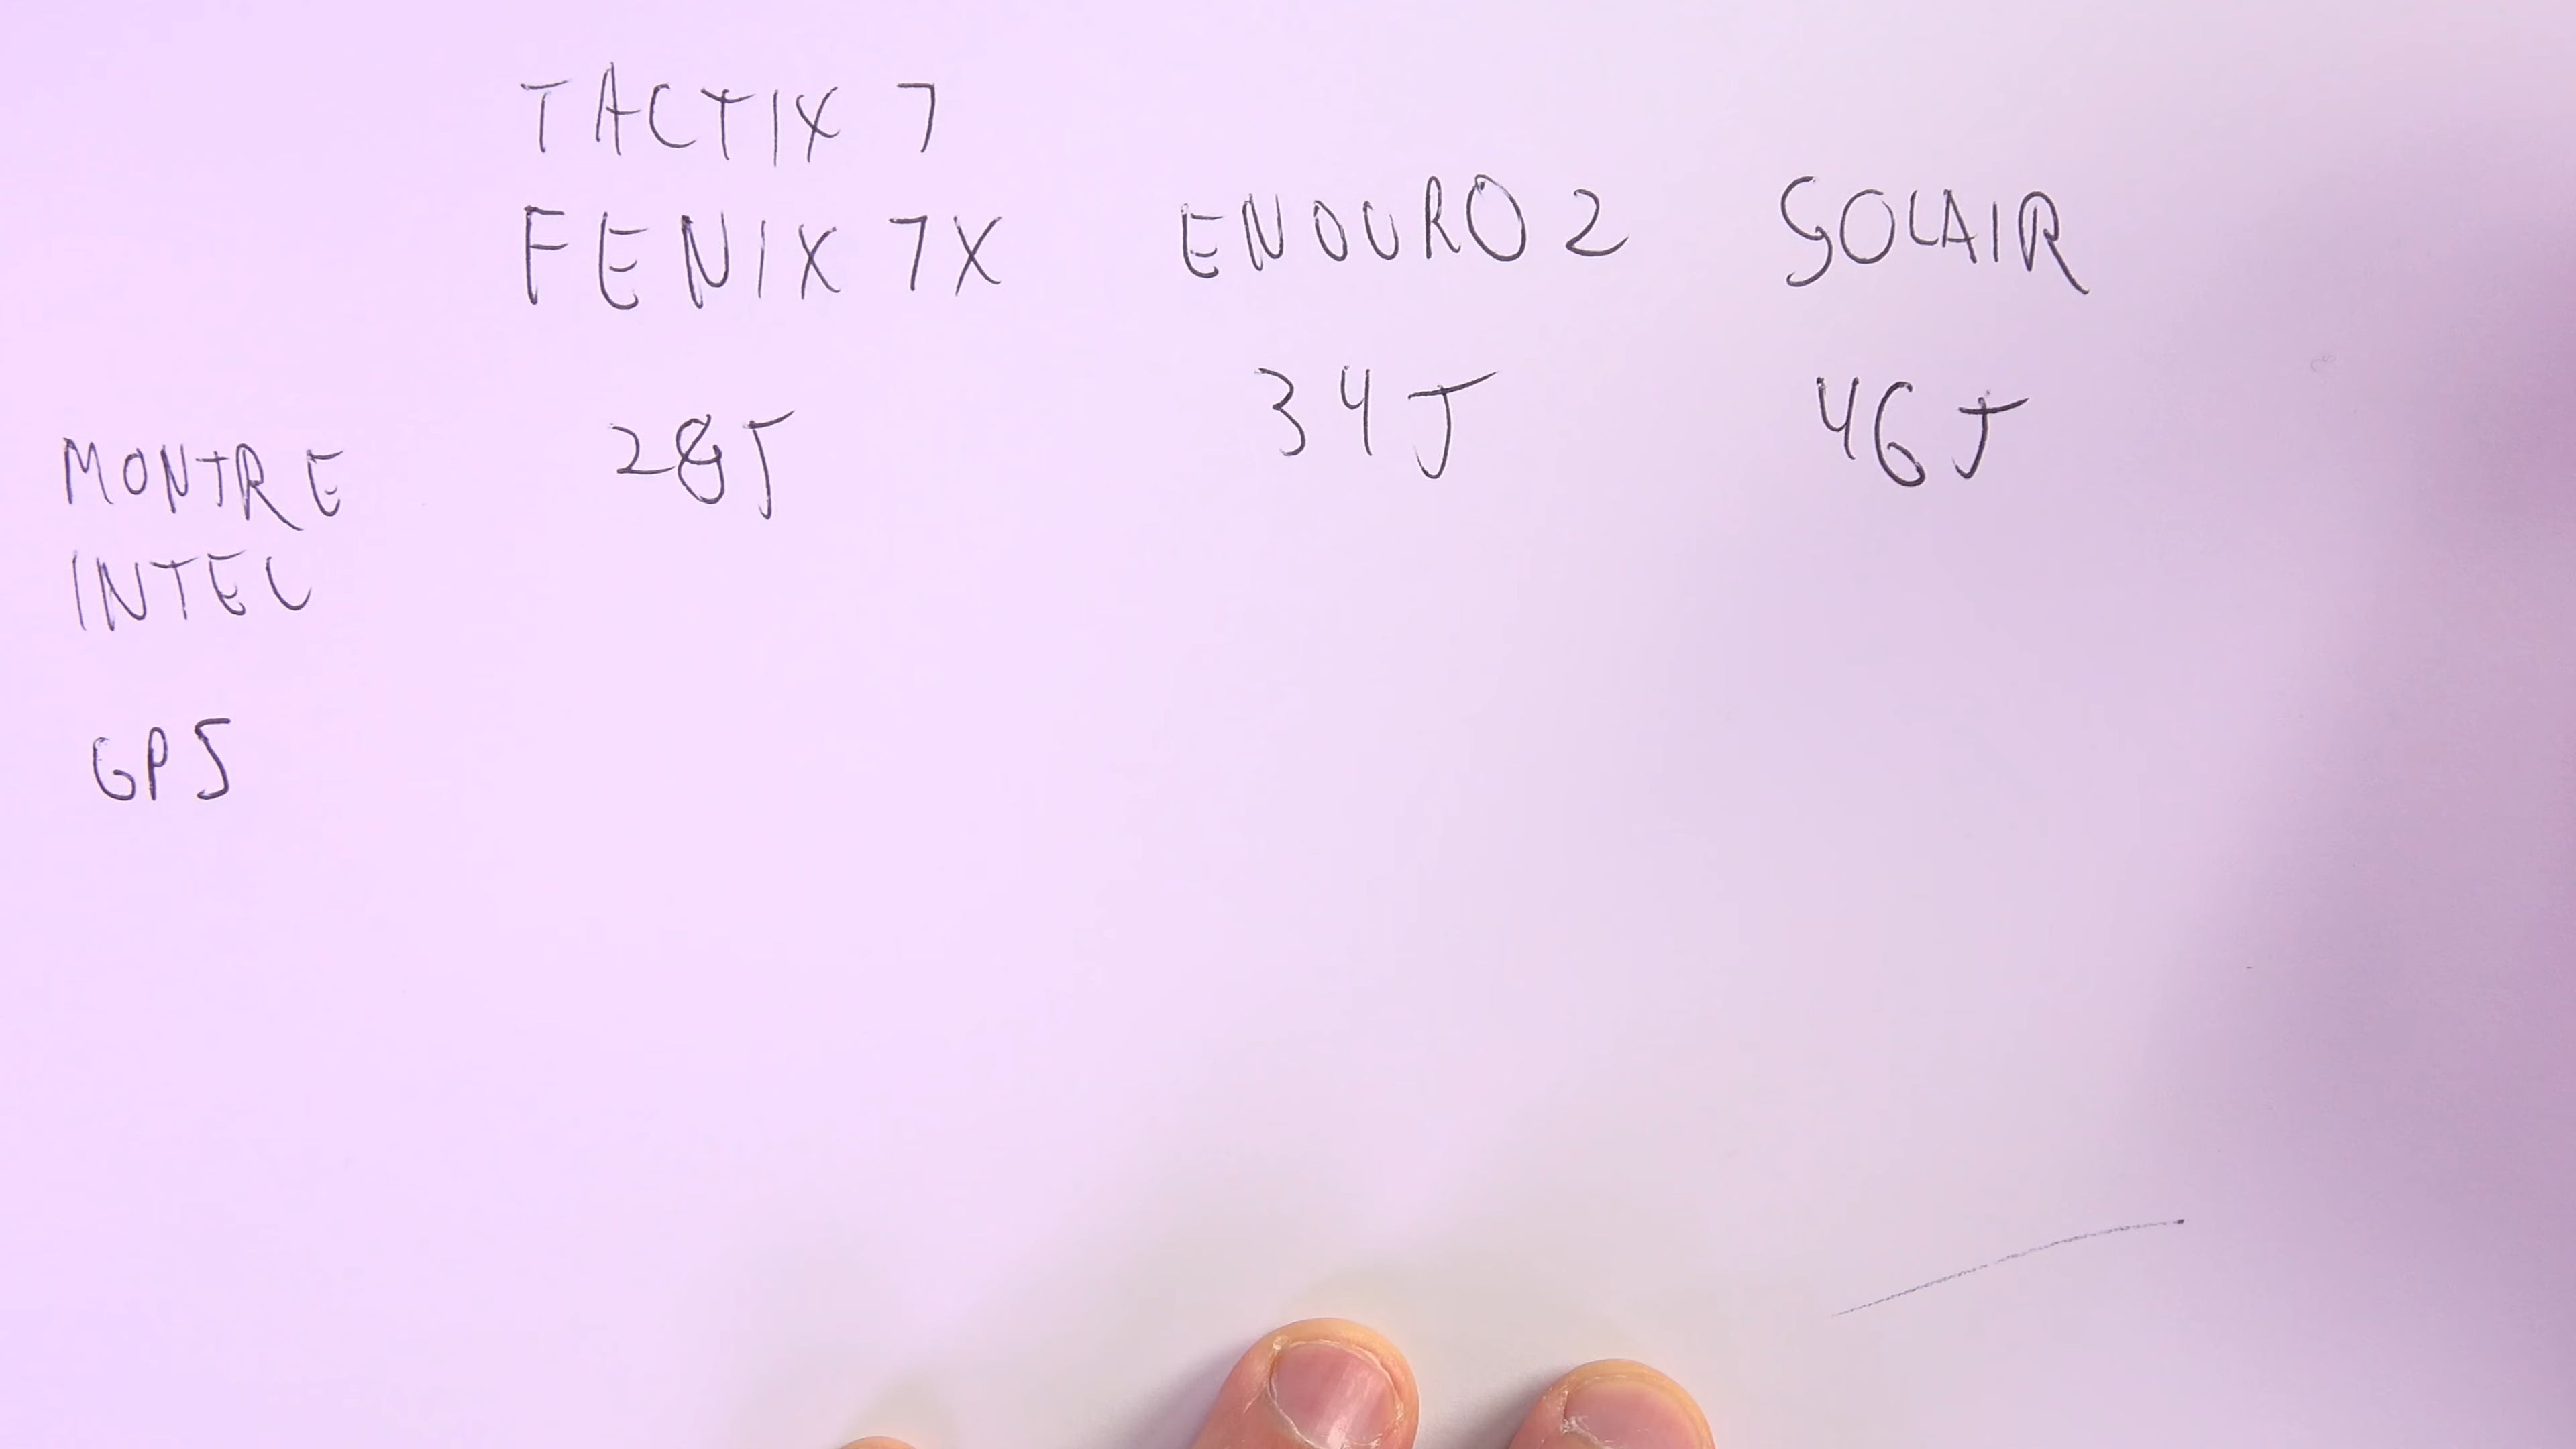 TACTIX 7
FENIX 7X ENDURO 2 SOLAIR
MONTRE 28J 34J 46J
INTEL
GPS